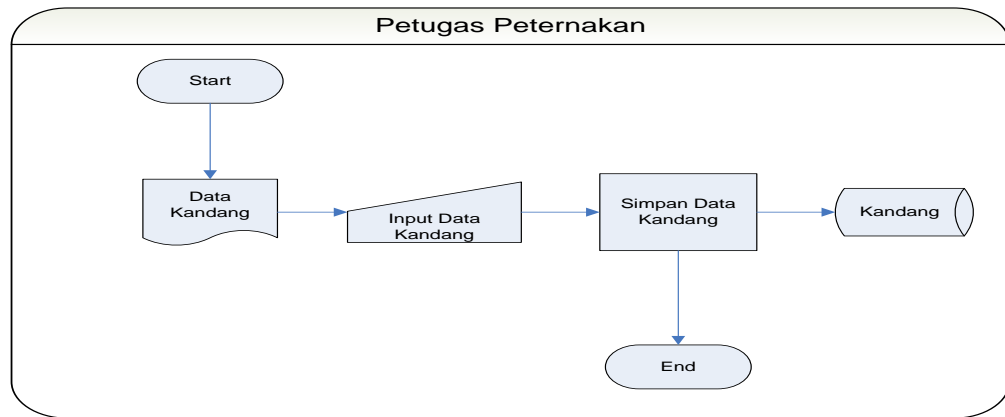 Petugas Peternakan
Start
Data
Kandang
Input Data
Kandang
Simpan Data
Kandang
Kandang
End